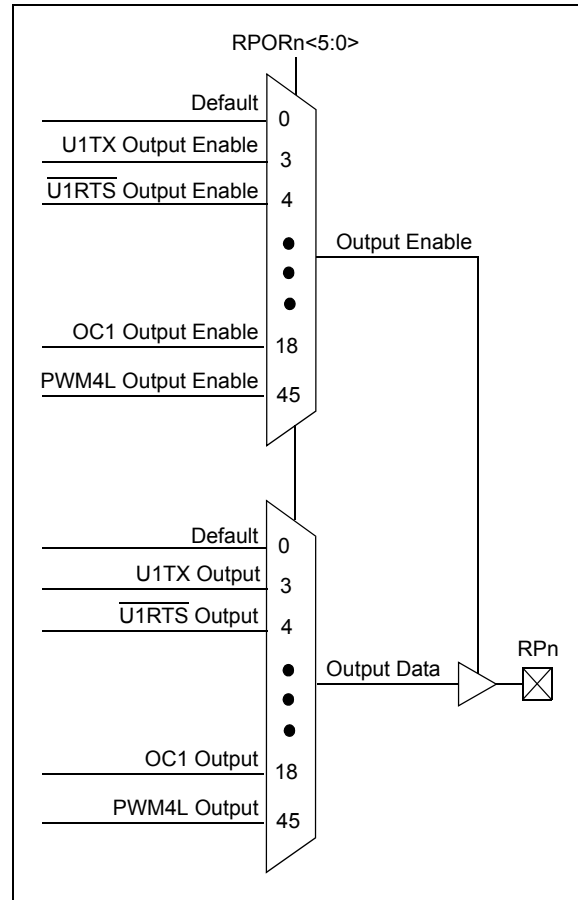 RPORn<5:0>
Default
0
U1TX Output Enable
3
U1RTS Output Enable
4
Output Enable
OC1 Output Enable
18
PWM4L Output Enable
45
Default
0
U1TX Output
3
U1RTS Output
4
RPn
Output Data
OC1 Output
18
PWM4L Output
45